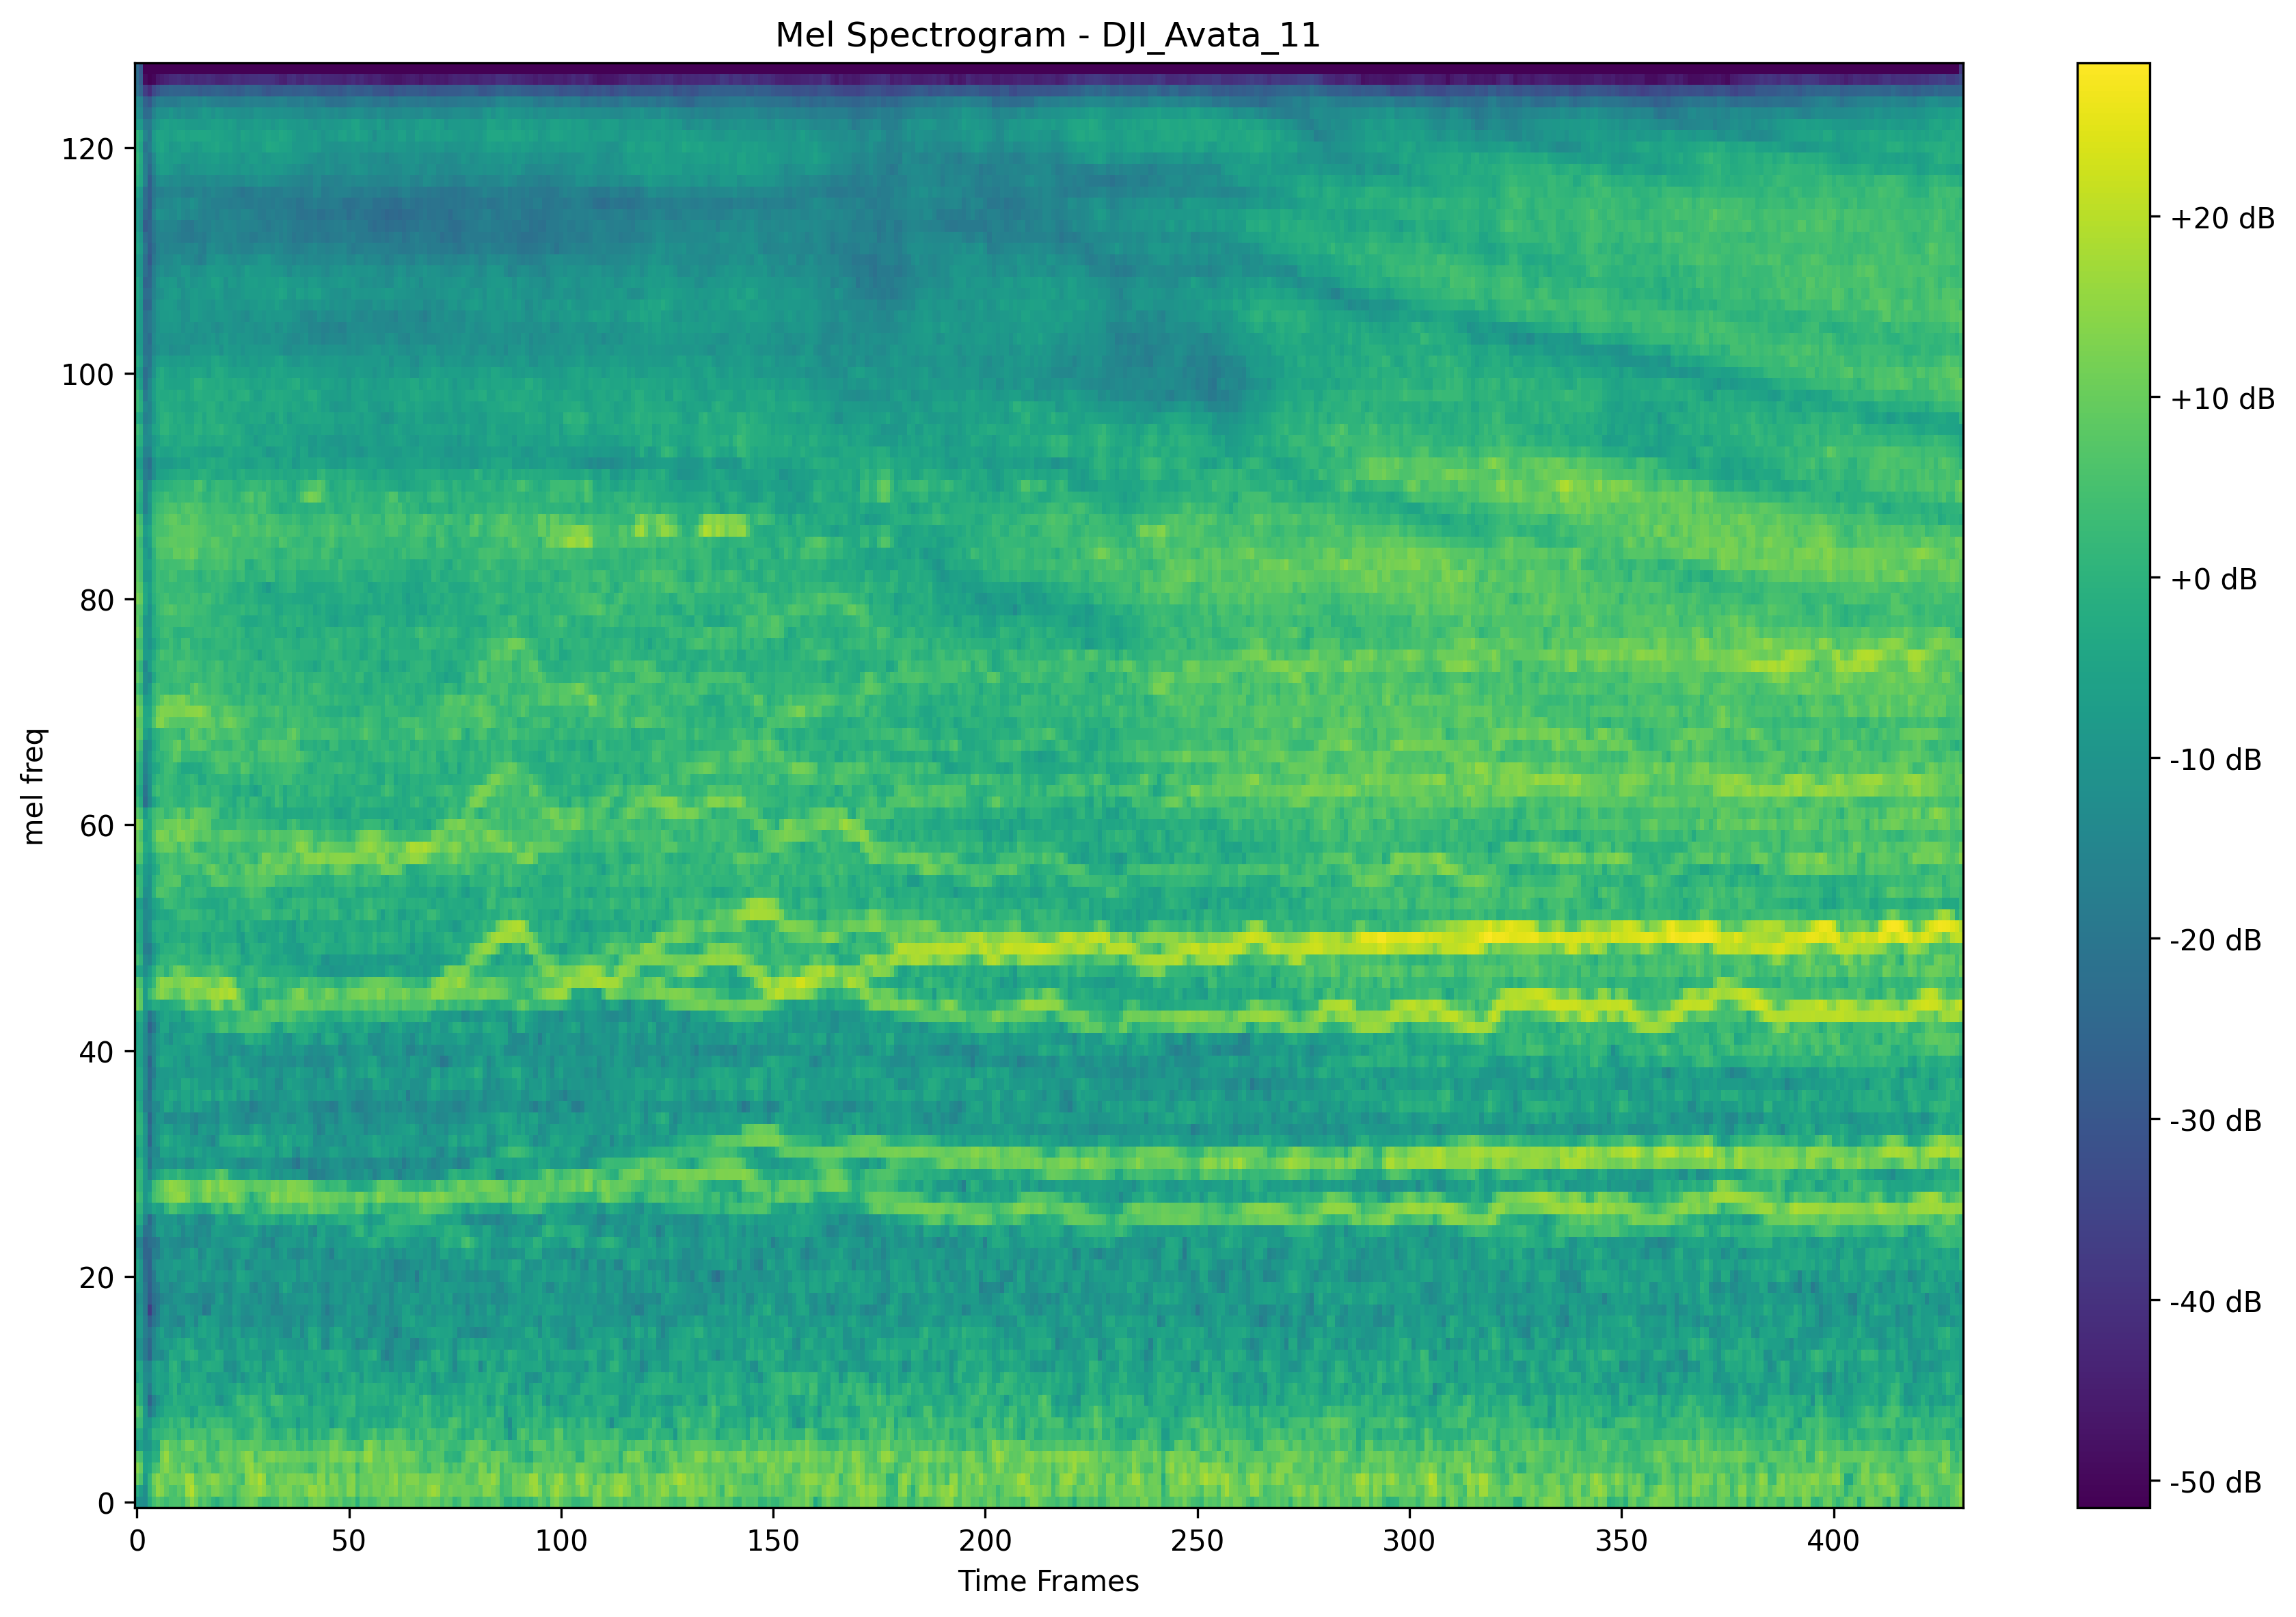 Mel Spectrogram - DJI_Avata_11
mel freq
120
100
80
60
40
20
0
0 50 100 150 200 250 300 350 400
Time Frames
+20 dB
+10 dB
+0 dB
-10 dB
-20 dB
-30 dB
-40 dB
-50 dB